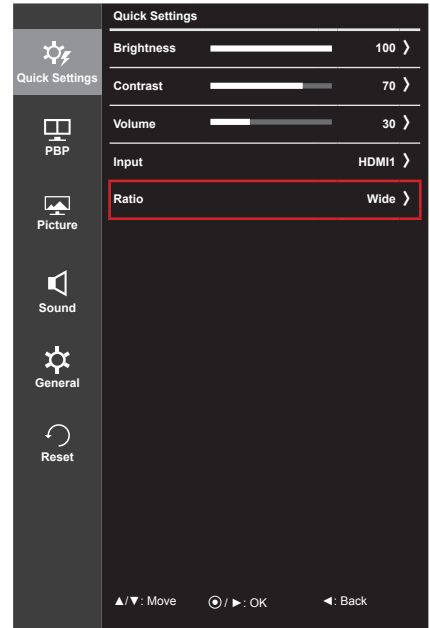 Quick Settings
Quick Settings
Brightness 100 ❭
Contrast 70 ❭
Volume 30 ❭
Input HDMI1 ❭
Ratio Wide ❭
PBP
Picture
Sound
General
Reset
▲/▼: Move ⦿ / ►: OK ◄: Back